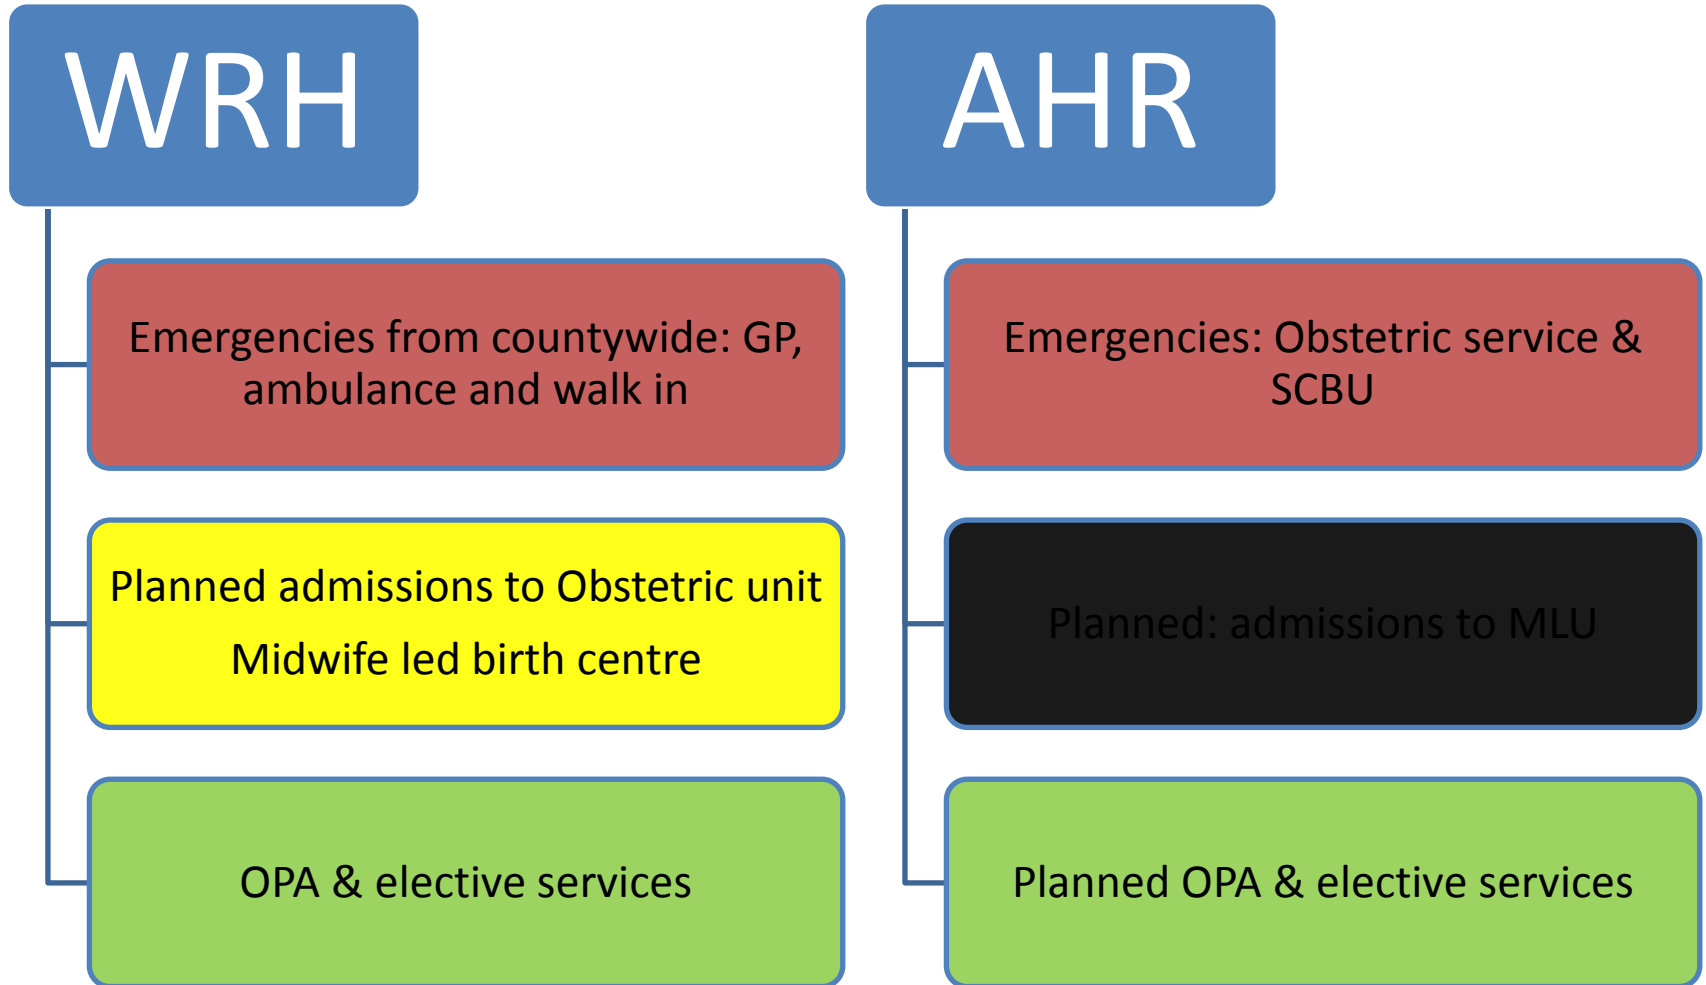 WRH
Emergencies from countywide: GP,
ambulance and walk in
Planned admissions to Obstetric unit
Midwife led birth centre
OPA & elective services
AHR
Emergencies: Obstetric service &
SCBU
Planned: admissions to MLU
Planned OPA & elective services